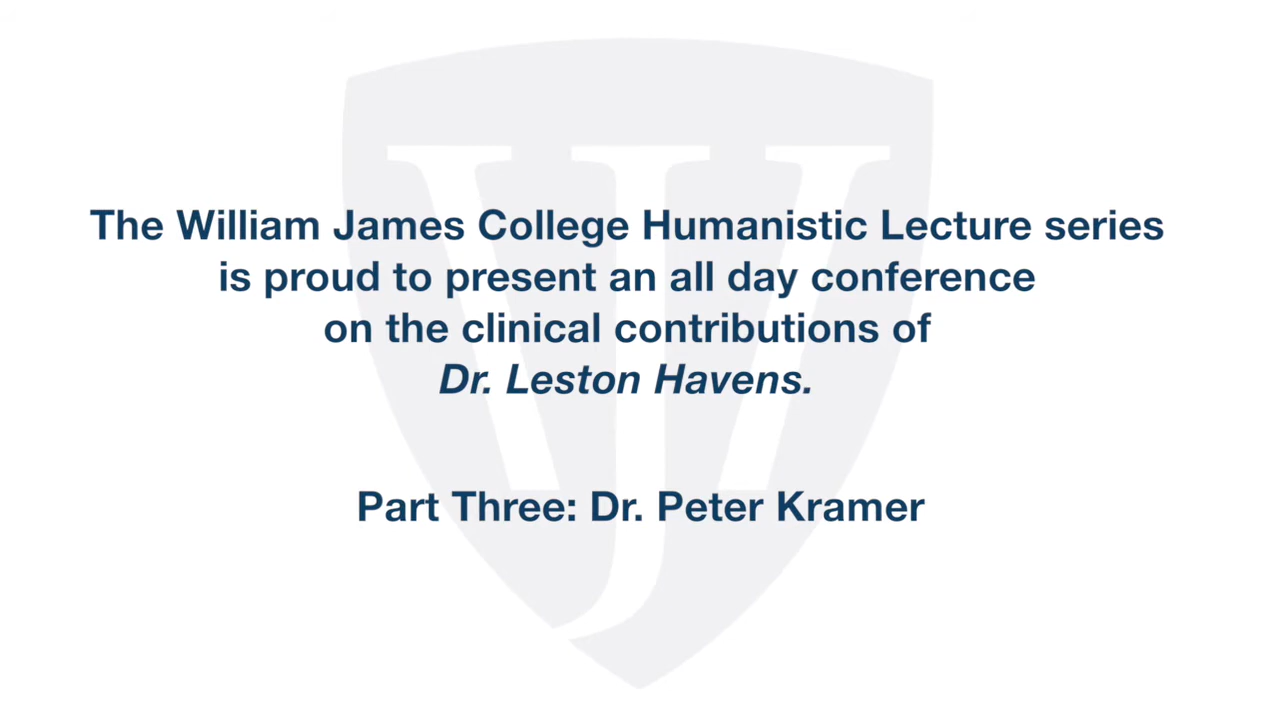 The William James College Humanistic Lecture series
is proud to present an all day conference
on the clinical contributions of
Dr. Leston Havens.
Part Three: Dr. Peter Kramer